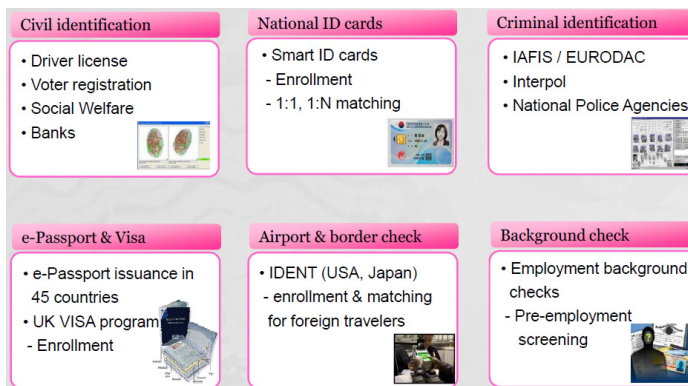 Civil identification
• Driver license
• Voter registration
• Social Welfare
• Banks
National ID cards
• Smart ID cards
- Enrollment
- 1:1, 1:N matching
Criminal identification
• IAFIS / EURODAC
• Interpol
• National Police Agencies
e-Passport & Visa
• e-Passport issuance in
45 countries
• UK VISA program
- Enrollment
Airport & border check
• IDENT (USA, Japan)
- enrollment & matching
for foreign travelers
Background check
• Employment background
checks
- Pre-employment
screening